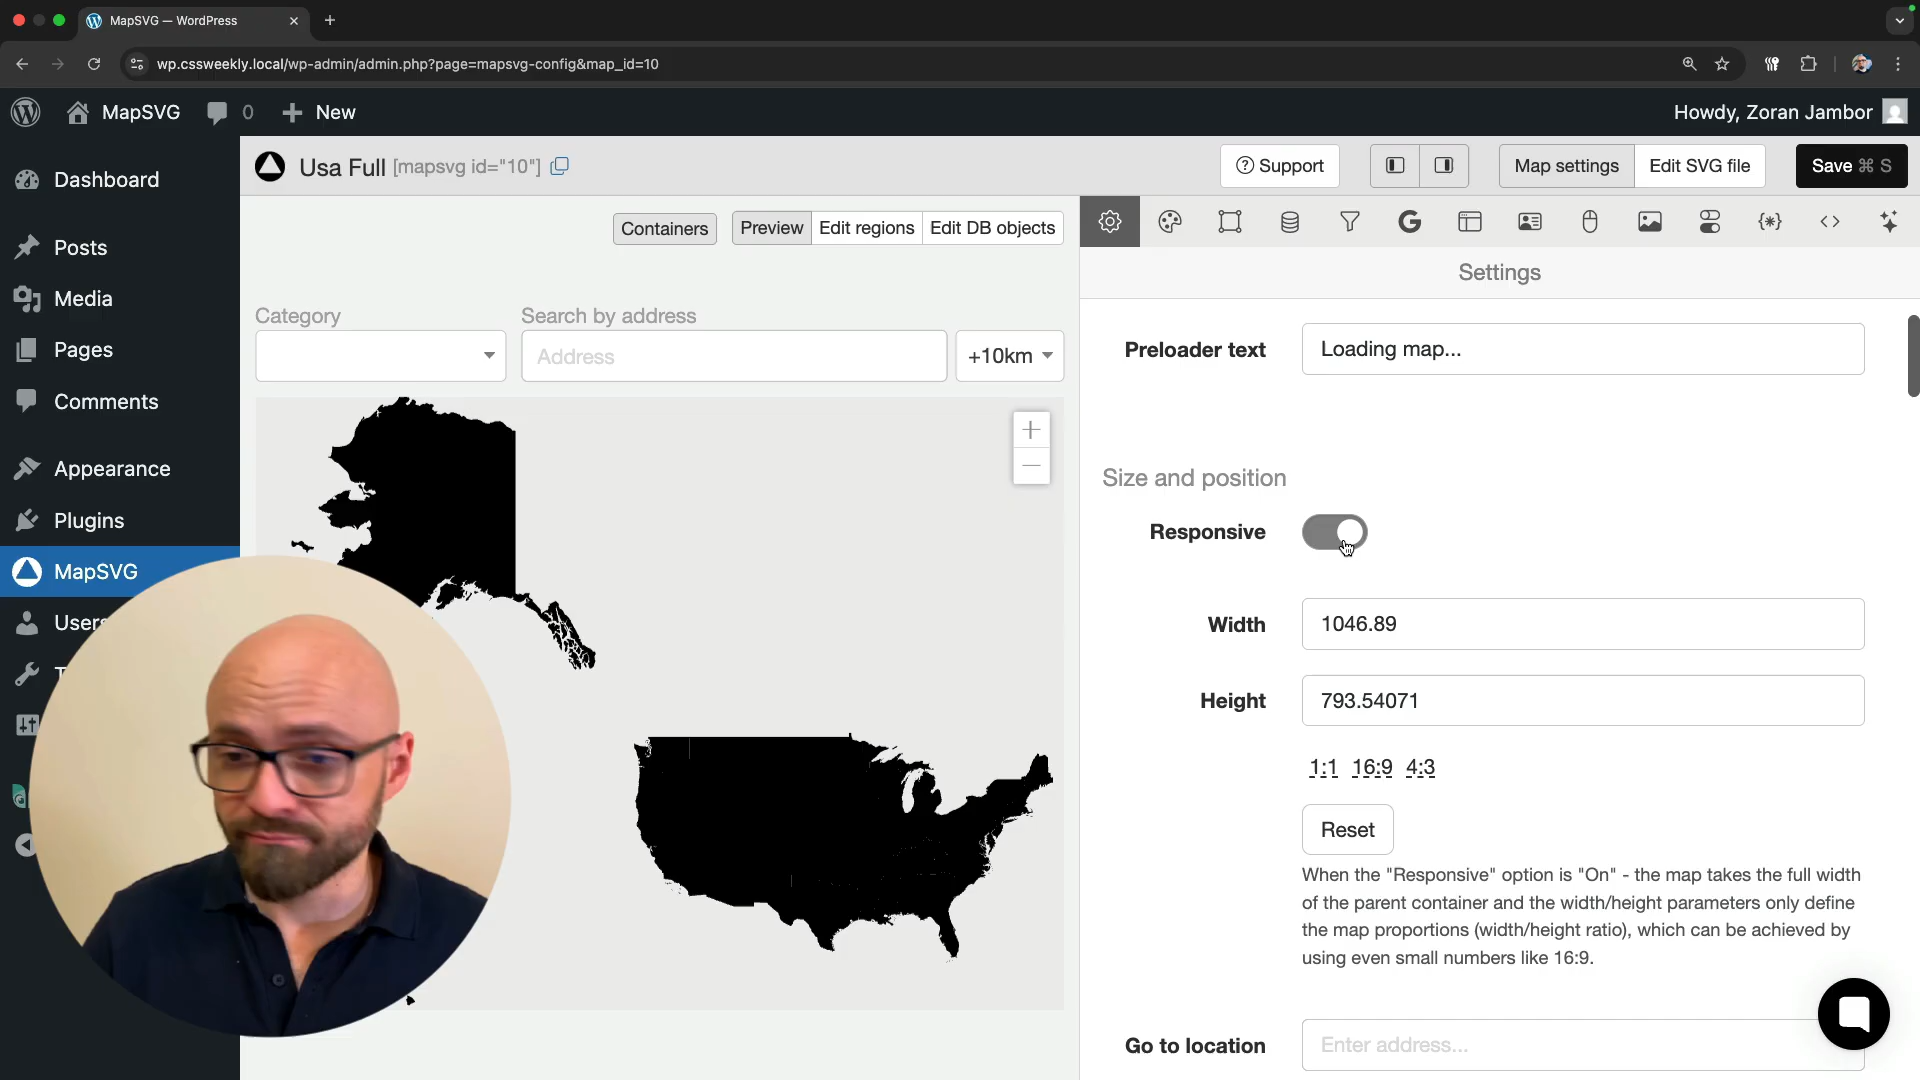 MapSVG — WordPress
wp.cssweekly.local/wp-admin/admin.php?page=mapsvg-config&map_id=10
MapSVG
0
New
Howdy, Zoran Jambor
Dashboard
Posts
Media
Pages
Comments
Appearance
Plugins
MapSVG
Users
Usa Full [mapsvg id="10"]
Support
Map settings
Edit SVG file
Save ⌘ S
Containers
Preview
Edit regions
Edit DB objects
Category
Search by address
Address
+10km
Settings
Preloader text
Loading map...
Size and position
Responsive
Width
1046.89
Height
793.54071
1:1 16:9 4:3
Reset
When the "Responsive" option is "On" - the map takes the full width
of the parent container and the width/height parameters only define
the map proportions (width/height ratio), which can be achieved by
using even small numbers like 16:9.
Go to location
Enter address...